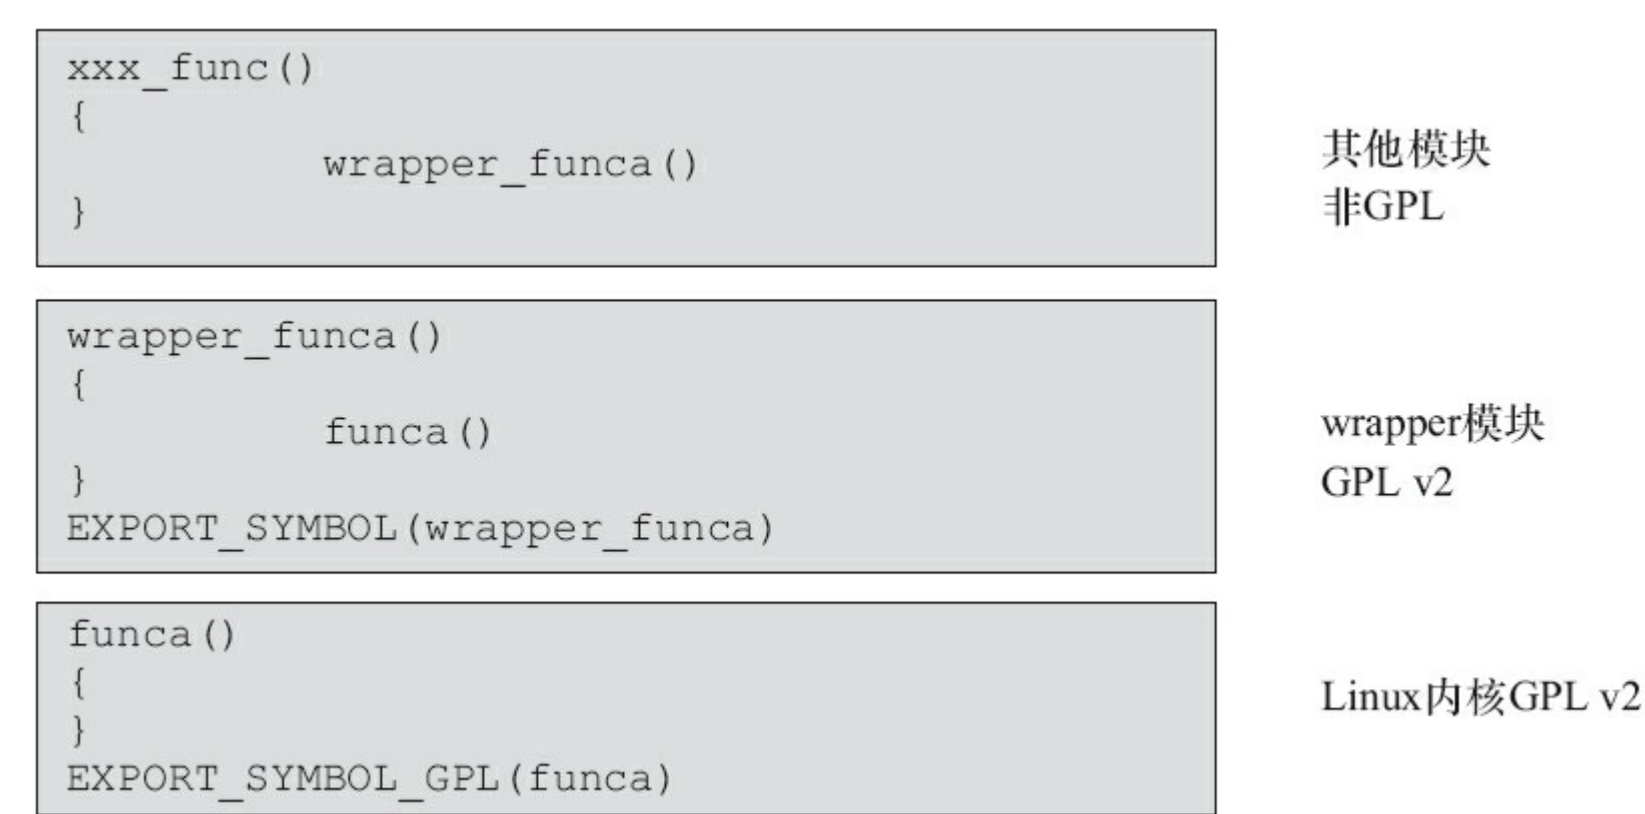 xxx_func()
{
wrapper_funca()
}
其他模块
非GPL
wrapper_funca()
{
funca()
}
EXPORT_SYMBOL(wrapper_funca)
wrapper模块
GPL v2
funca()
{
}
EXPORT_SYMBOL_GPL(funca)
Linux内核GPL v2